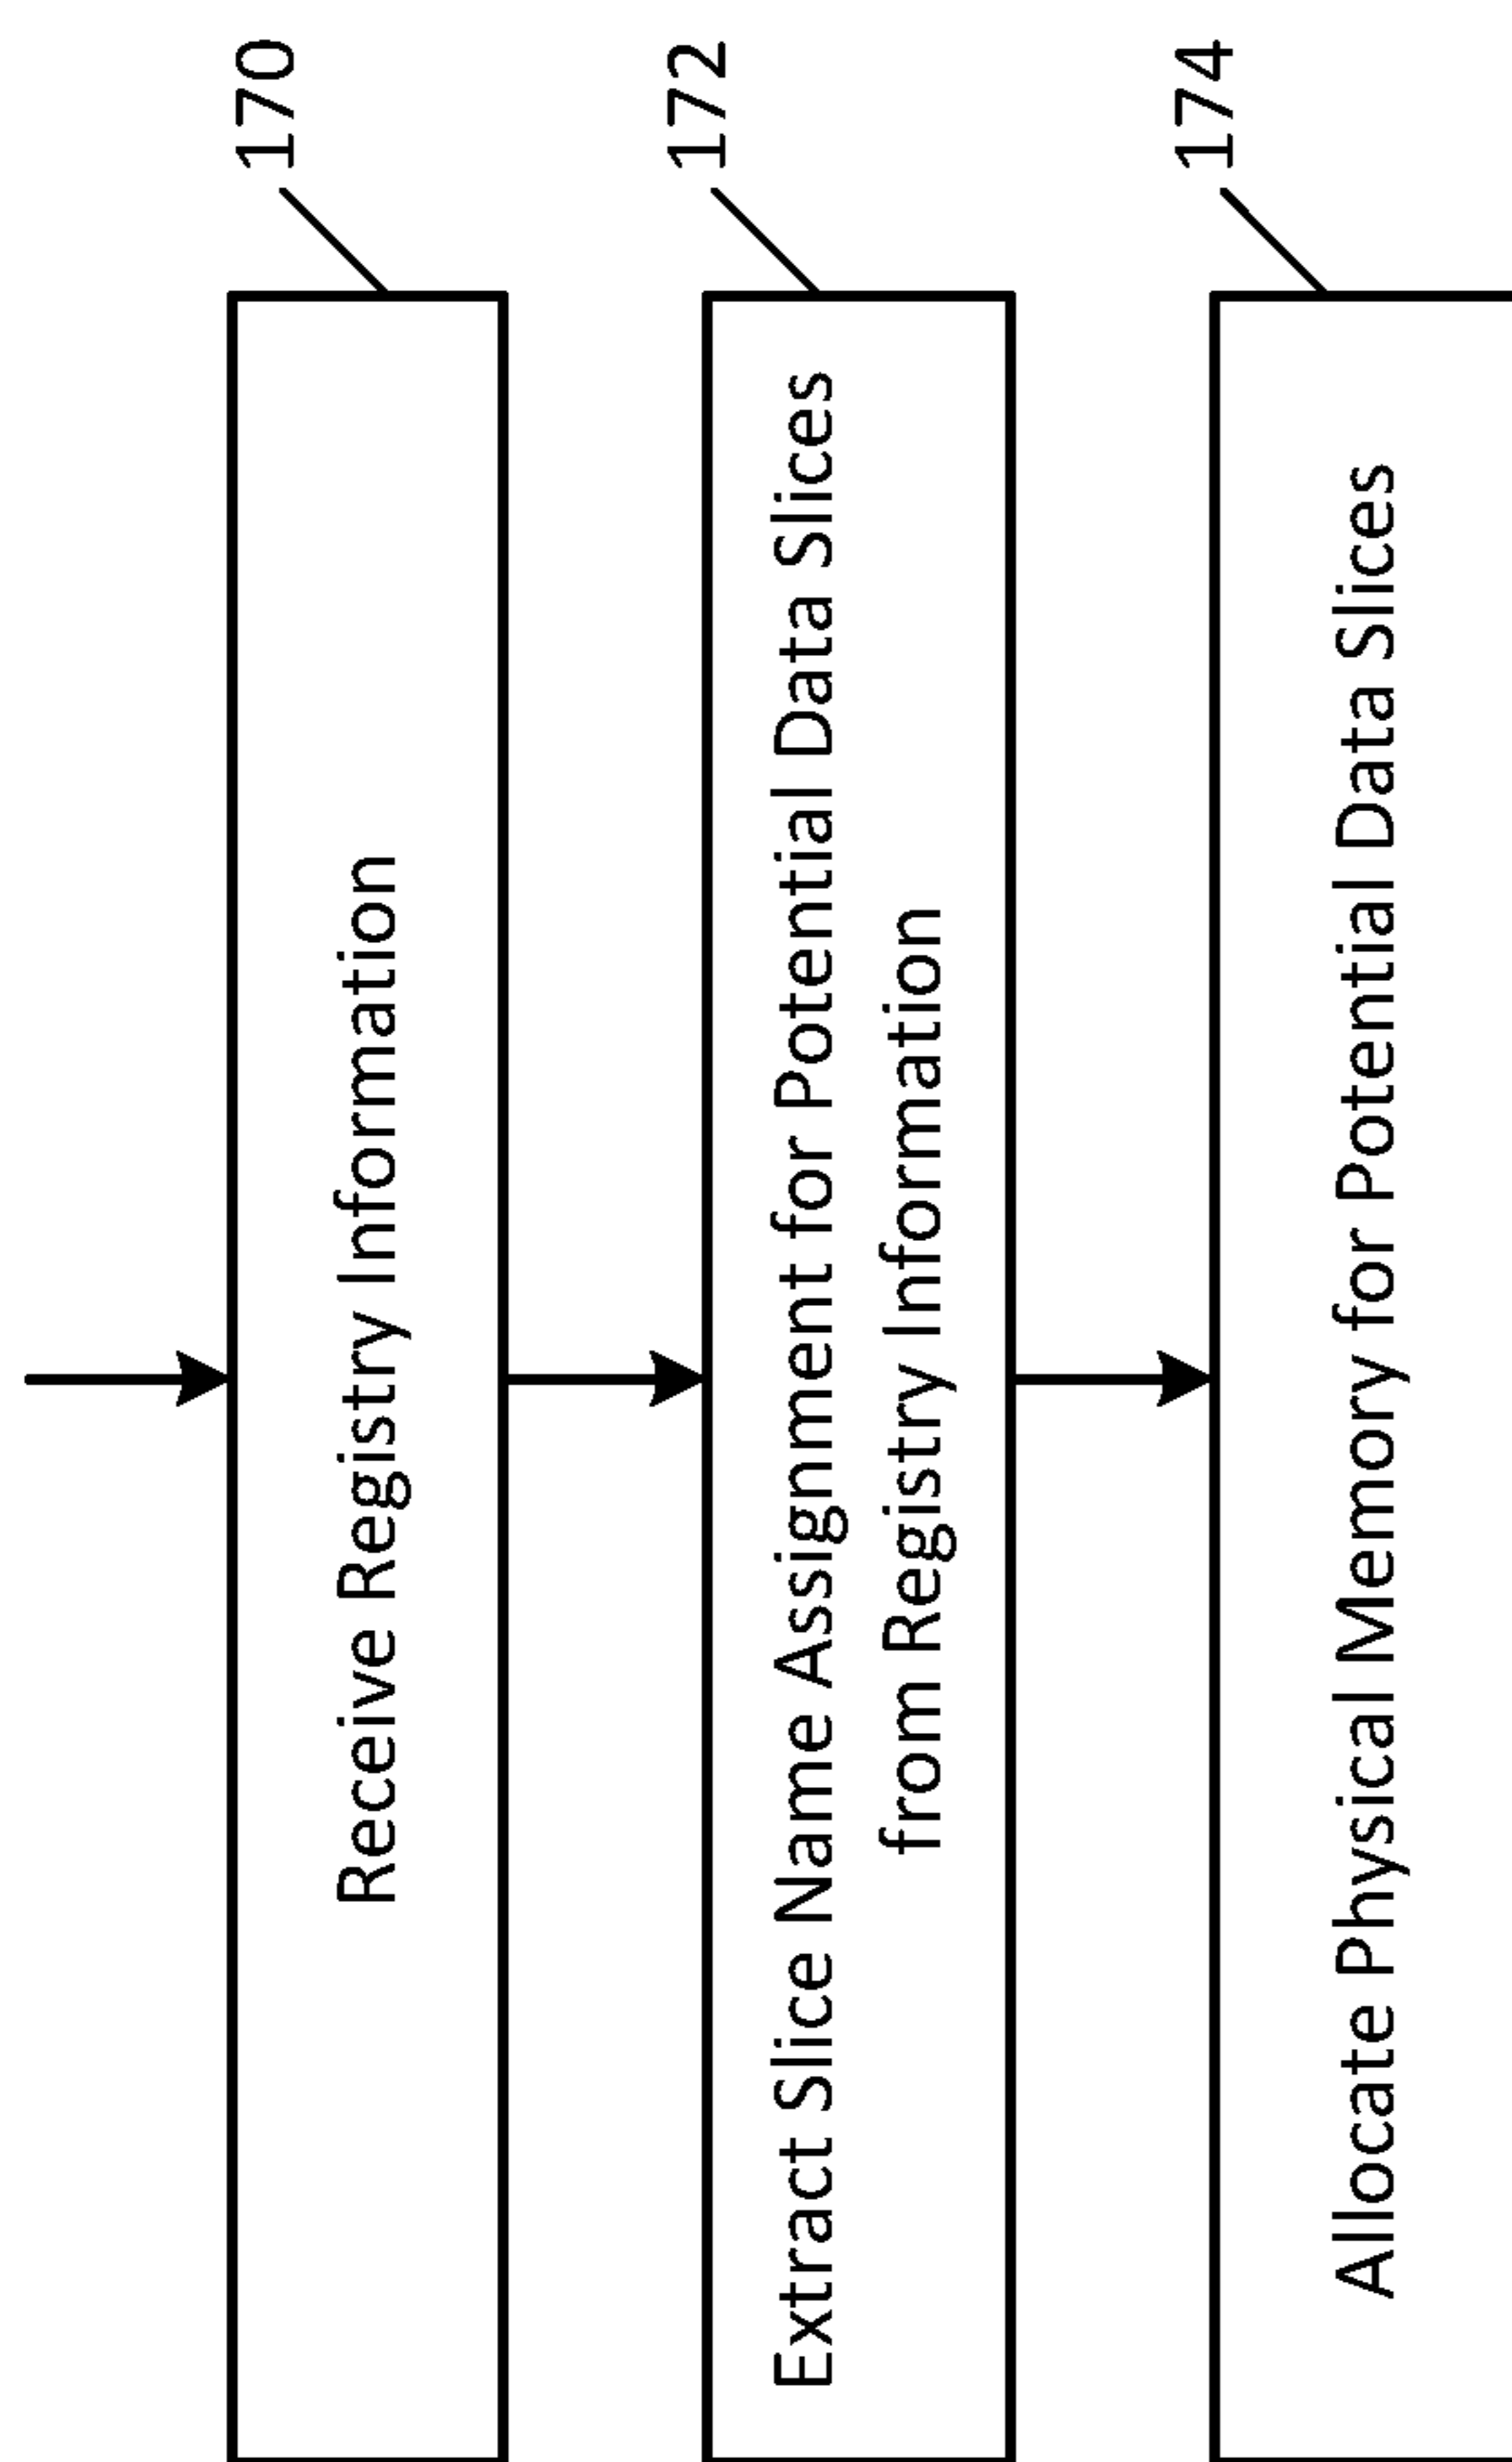 170
Receive Registry Information
172
Extract Slice Name Assignment for Potential Data Slices
from Registry Information
174
Allocate Physical Memory for Potential Data Slices